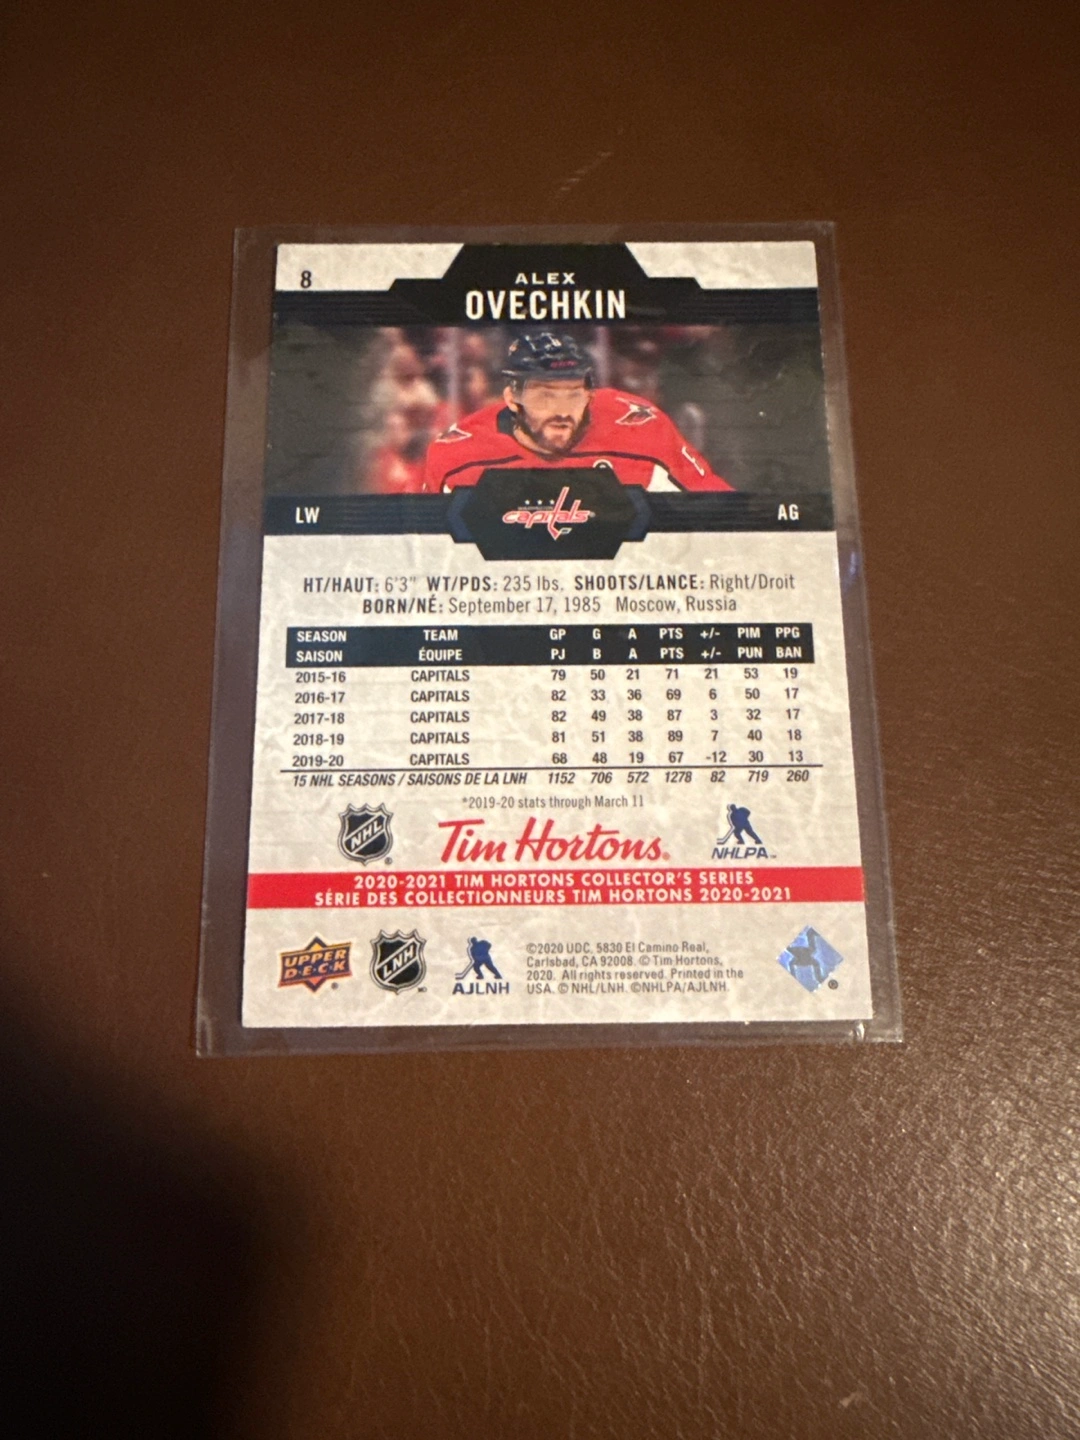 8
ALEX
OVECHKIN
LW
capitals
AG
HT/HAUT: 6'3" WT/PDS: 235 lbs. SHOOTS/LANCE: Right/Droit
BORN/NÉ: September 17, 1985 Moscow, Russia
SEASON TEAM GP G A PTS +/- PIM PPG
SAISON ÉQUIPE PJ B A PTS +/- PUN BAN
2015-16 CAPITALS 79 50 21 71 21 53 19
2016-17 CAPITALS 82 33 36 69 6 50 17
2017-18 CAPITALS 82 49 38 87 3 32 17
2018-19 CAPITALS 81 51 38 89 7 40 18
2019-20 CAPITALS 68 48 19 67 -12 30 13
15 NHL SEASONS / SAISONS DE LA LNH 1152 706 572 1278 82 719 260
*2019-20 stats through March 11
NHL ®
Tim Hortons®
NHLPA™
2020-2021 TIM HORTONS COLLECTOR'S SERIES
SÉRIE DES COLLECTIONNEURS TIM HORTONS 2020-2021
UPPER
DECK ®
LNH
AJLNH
©2020 UDC, 5830 El Camino Real,
Carlsbad, CA 92008. © Tim Hortons,
2020. All rights reserved. Printed in the
USA. © NHL/LNH. ©NHLPA/AJLNH.
®